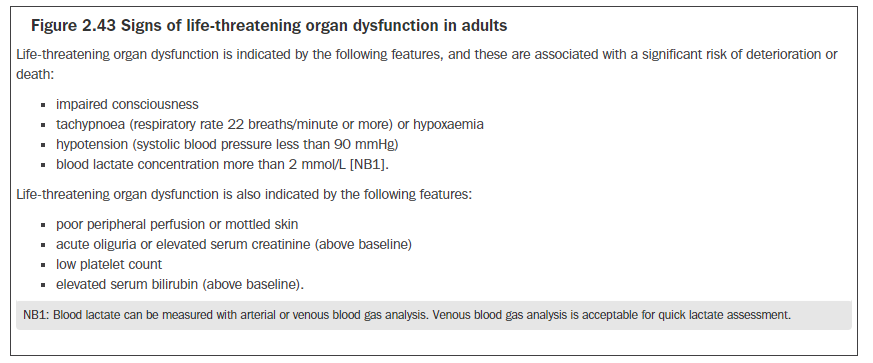 Figure 2.43 Signs of life-threatening organ dysfunction in adults
Life-threatening organ dysfunction is indicated by the following features, and these are associated with a significant risk of deterioration or
death:
▪ impaired consciousness
▪ tachypnoea (respiratory rate 22 breaths/minute or more) or hypoxaemia
▪ hypotension (systolic blood pressure less than 90 mmHg)
▪ blood lactate concentration more than 2 mmol/L [NB1].
Life-threatening organ dysfunction is also indicated by the following features:
▪ poor peripheral perfusion or mottled skin
▪ acute oliguria or elevated serum creatinine (above baseline)
▪ low platelet count
▪ elevated serum bilirubin (above baseline).
NB1: Blood lactate can be measured with arterial or venous blood gas analysis. Venous blood gas analysis is acceptable for quick lactate assessment.